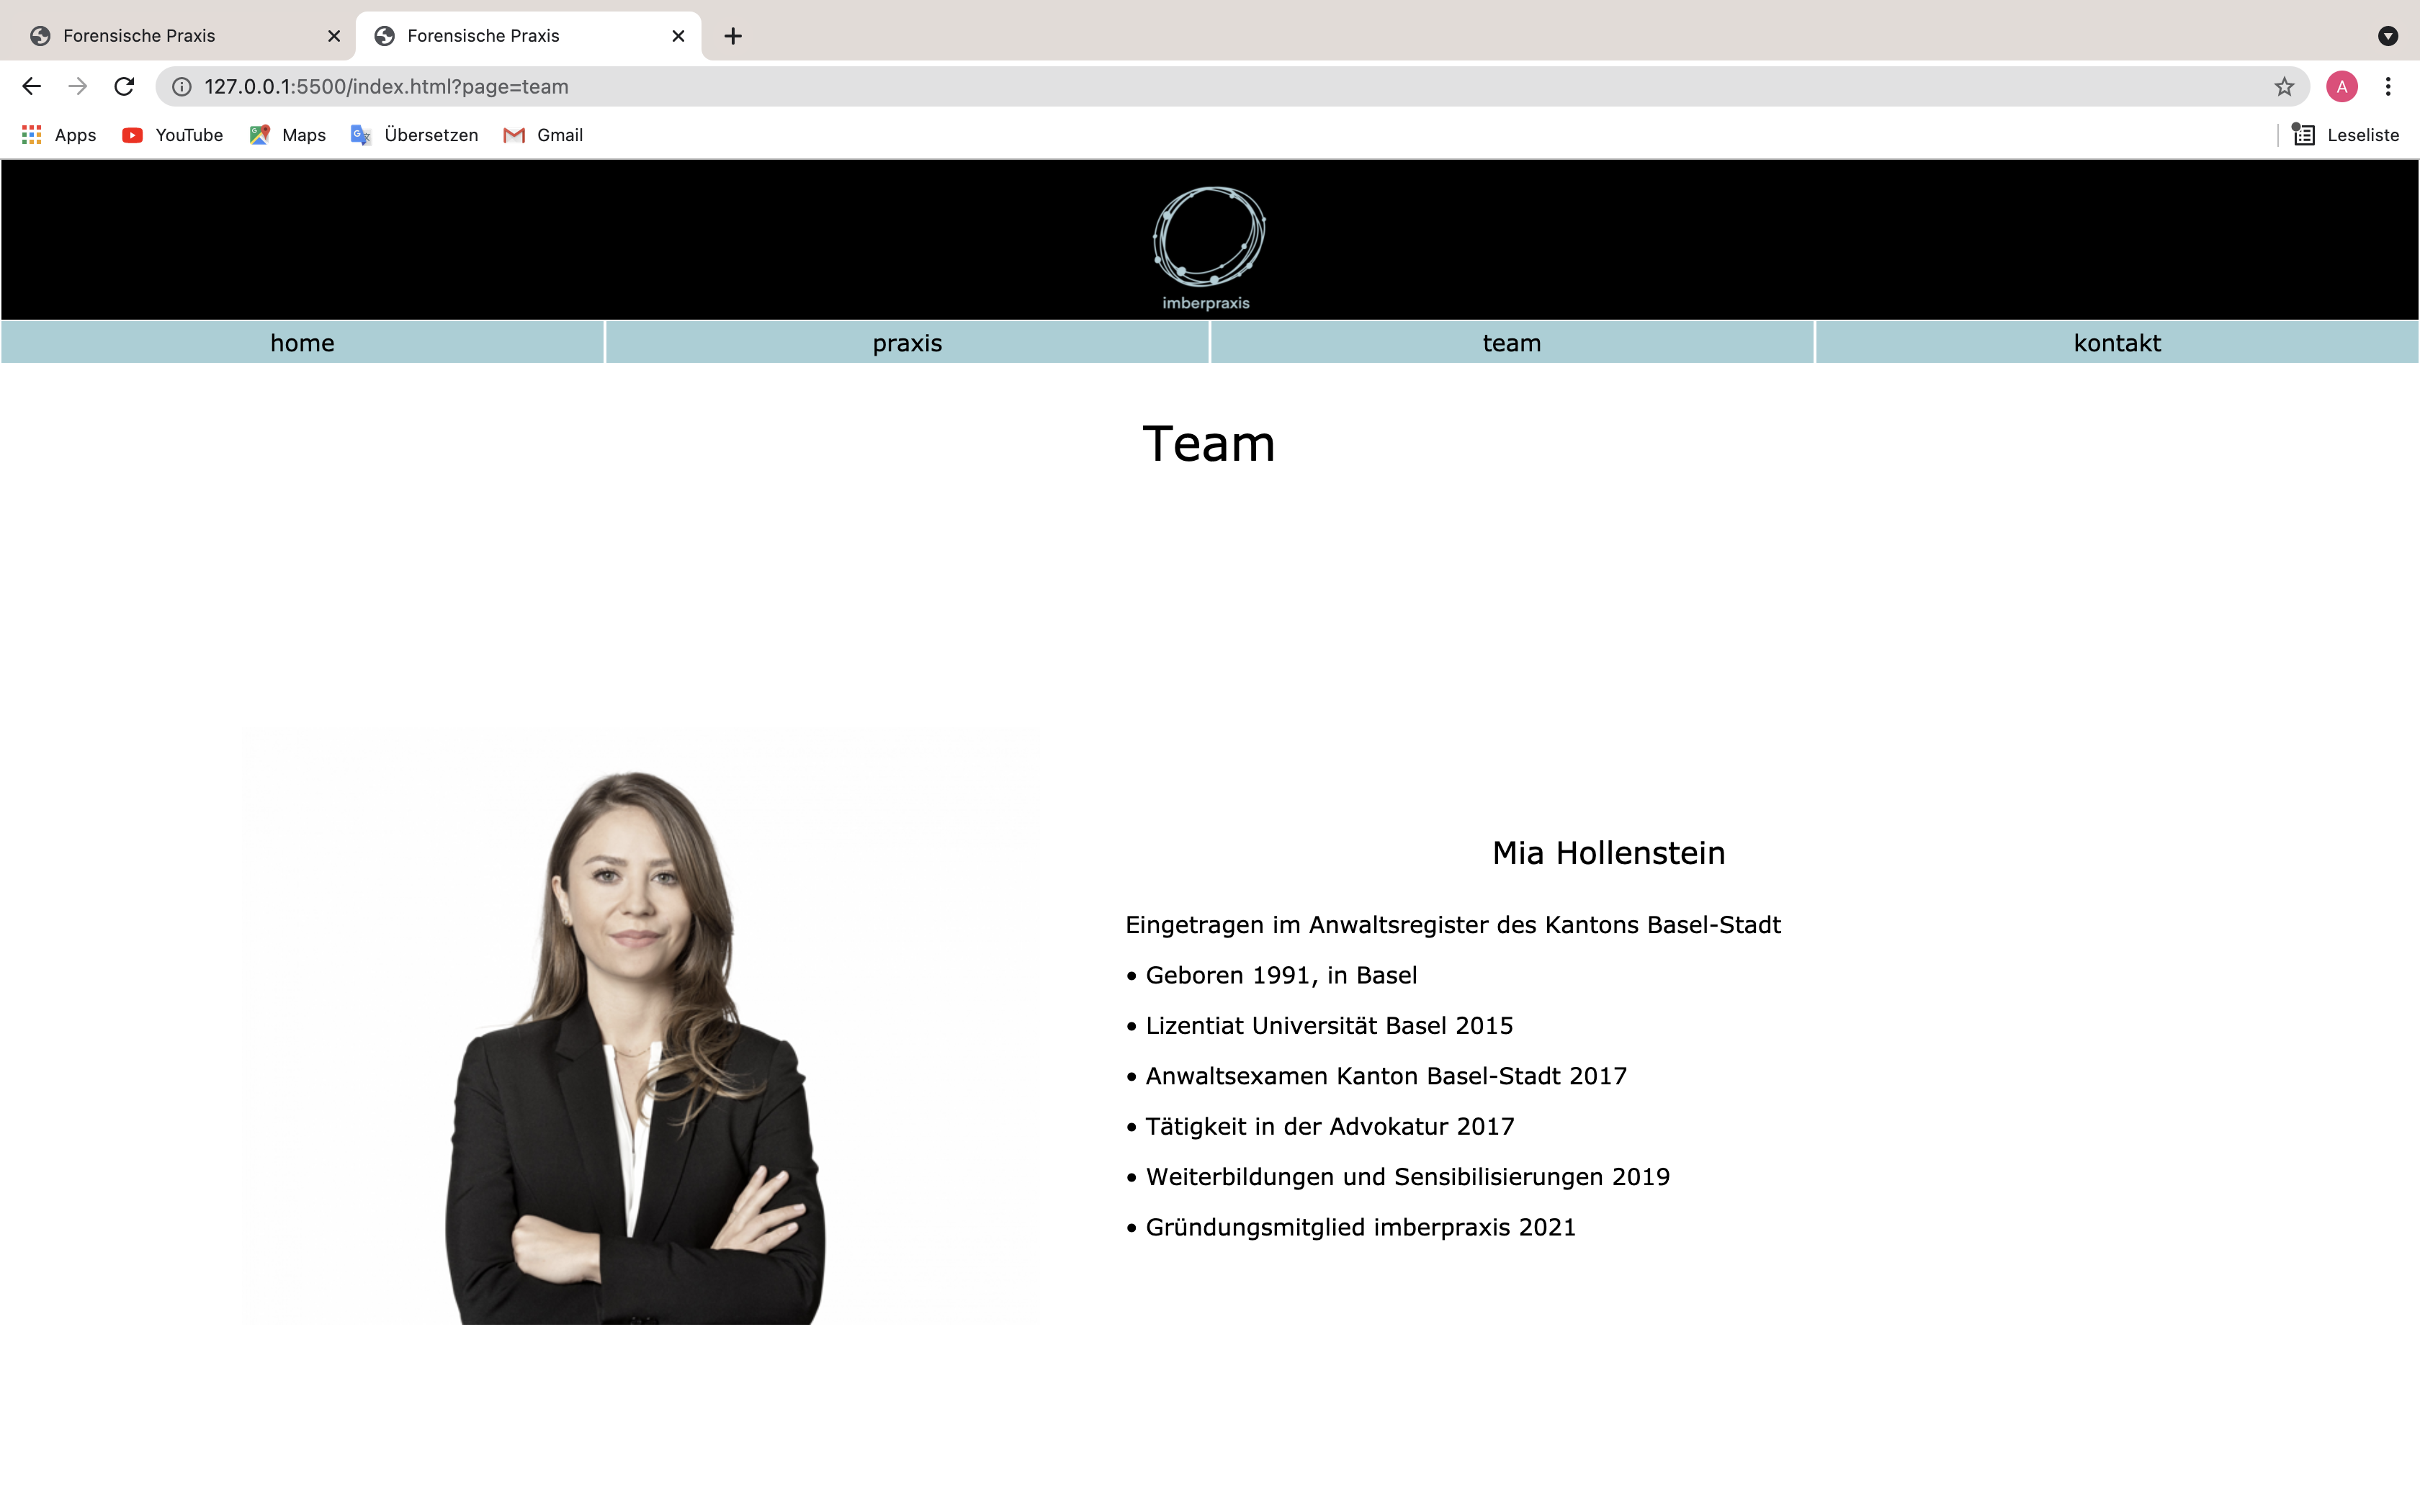 Forensische Praxis
Forensische Praxis
127.0.0.1:5500/index.html?page=team
A
Apps YouTube Maps Übersetzen Gmail Leseliste
imberpraxis
home praxis team kontakt
Team
Mia Hollenstein
Eingetragen im Anwaltsregister des Kantons Basel-Stadt
• Geboren 1991, in Basel
• Lizentiat Universität Basel 2015
• Anwaltsexamen Kanton Basel-Stadt 2017
• Tätigkeit in der Advokatur 2017
• Weiterbildungen und Sensibilisierungen 2019
• Gründungsmitglied imberpraxis 2021